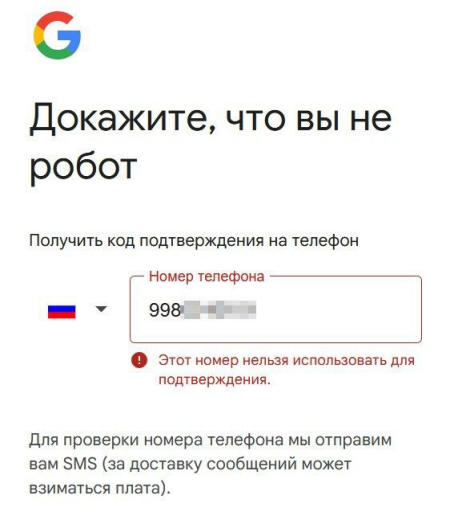 Докажите, что вы не
робот
Получить код подтверждения на телефон
Номер телефона
998
Этот номер нельзя использовать для
подтверждения.
Для проверки номера телефона мы отправим
вам SMS (за доставку сообщений может
взиматься плата).